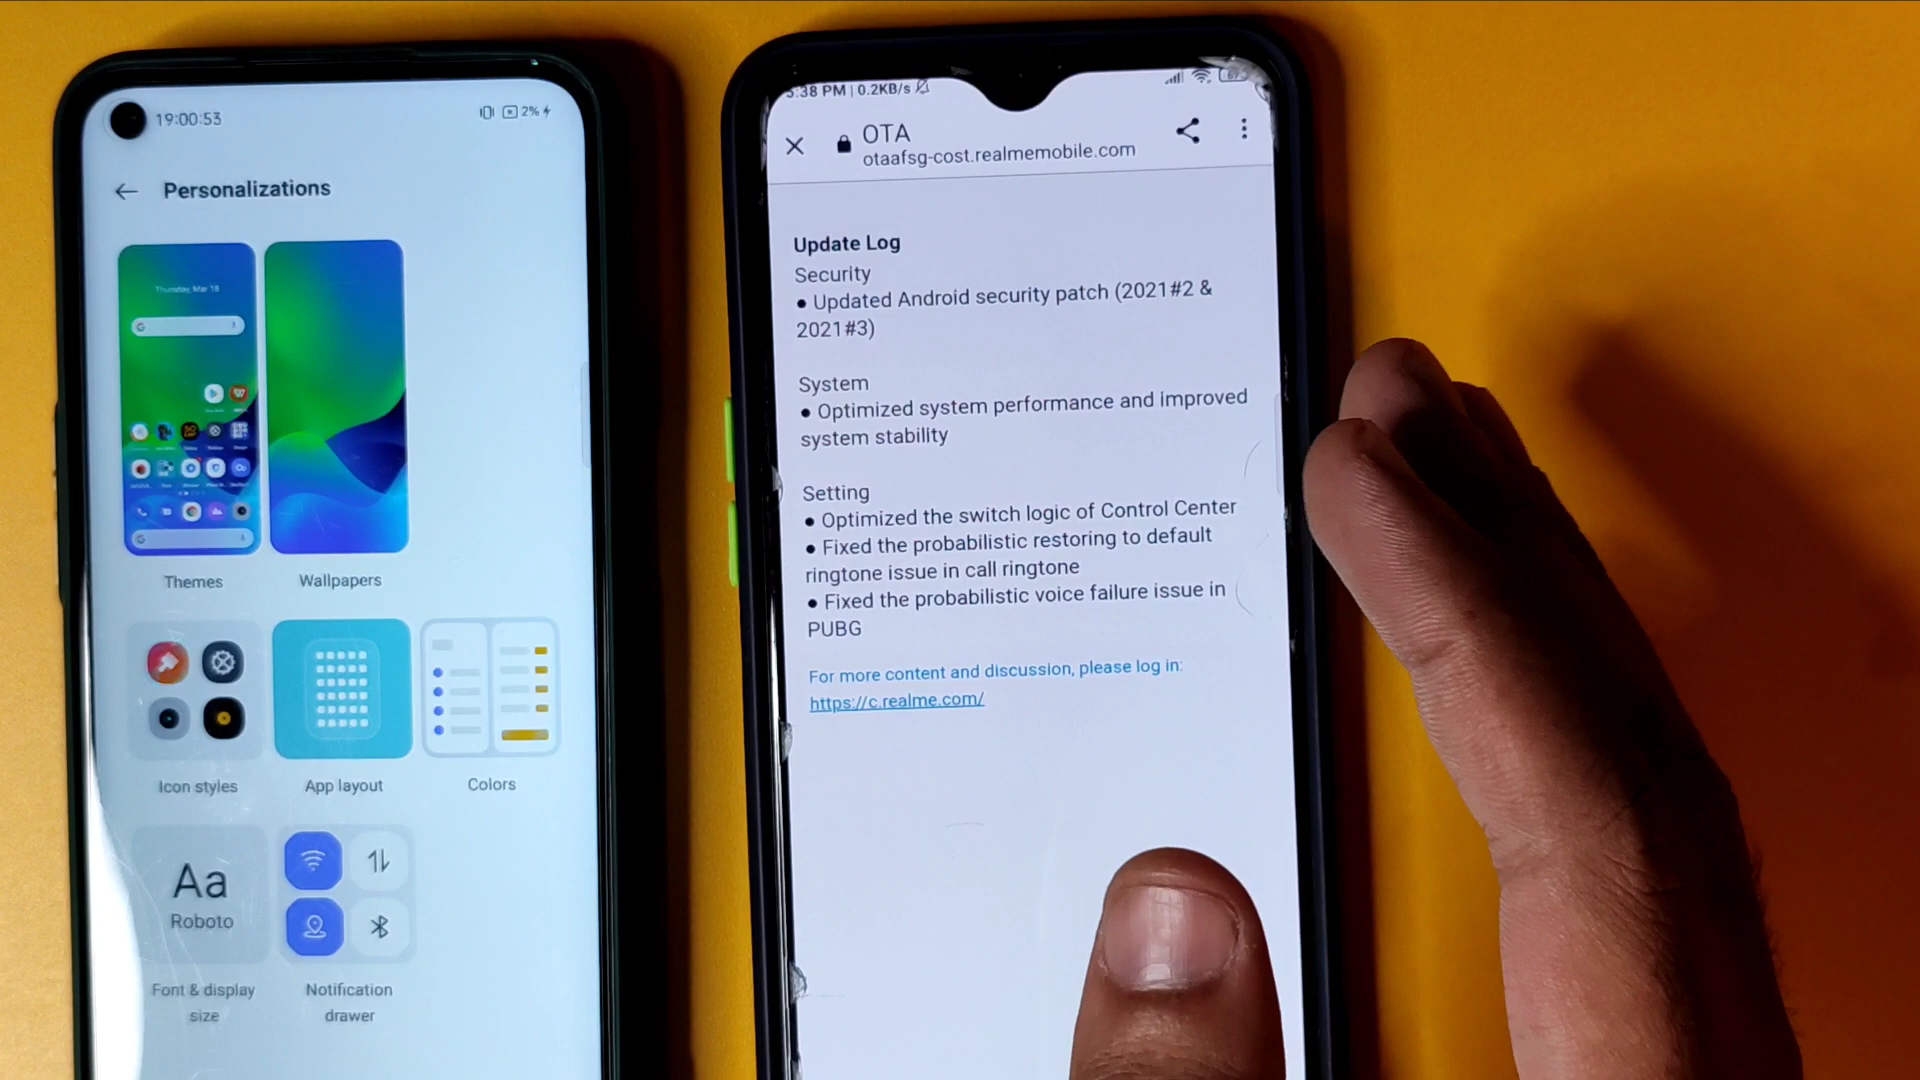 19:00:53
2%
Personalizations
Thursday, Mar 18
Themes
Wallpapers
Icon styles
App layout
Colors
Aa
Roboto
Font & display
size
Notification
drawer
:38 PM | 0.2KB/s
OTA
otaafsg-cost.realmemobile.com
Update Log
Security
• Updated Android security patch (2021#2 &
2021#3)
System
• Optimized system performance and improved
system stability
Setting
• Optimized the switch logic of Control Center
• Fixed the probabilistic restoring to default
ringtone issue in call ringtone
• Fixed the probabilistic voice failure issue in
PUBG
For more content and discussion, please log in:
https://c.realme.com/